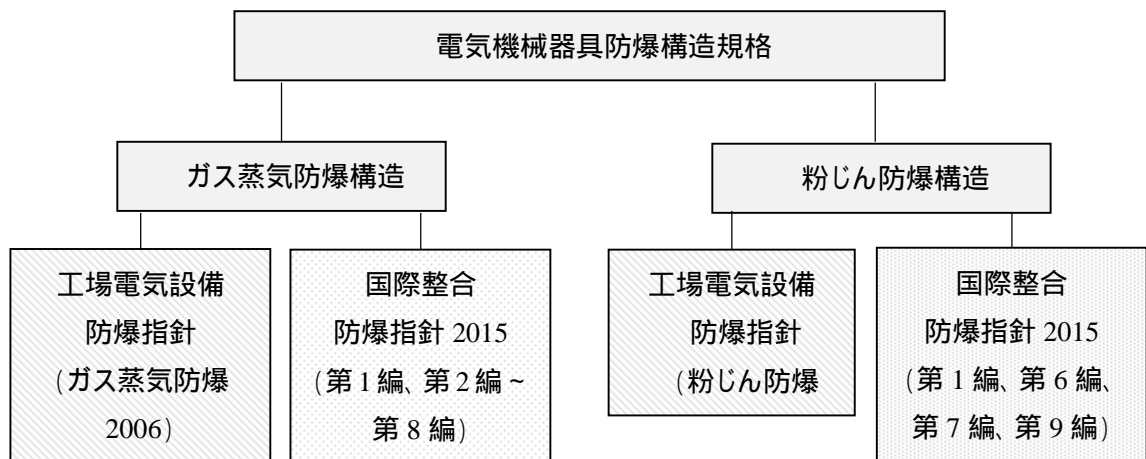 電気機械器具防爆構造規格
ガス蒸気防爆構造
粉じん防爆構造
工場電気設備
防爆指針
(ガス蒸気防爆
2006)
国際整合
防爆指針 2015
(第 1 編、第 2 編 ~
第 8 編)
工場電気設備
防爆指針
(粉じん防爆
国際整合
防爆指針 2015
(第 1 編、第 6 編、
第 7 編、第 9 編)